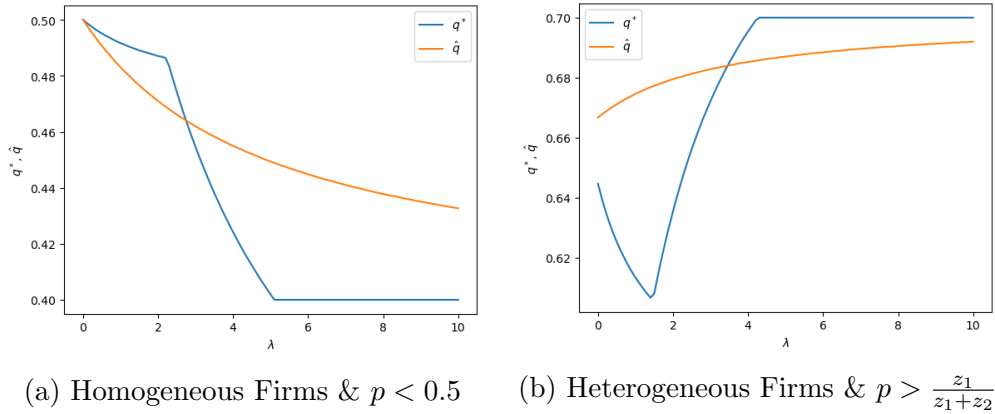 0.50
0.48
0.46
0.44
0.42
0.40
q*, q̂
0 2 4 6 8 10
λ
q*
q̂
0.70
0.68
0.66
0.64
0.62
q*, q̂
0 2 4 6 8 10
λ
q*
q̂
(a) Homogeneous Firms & p < 0.5
(b) Heterogeneous Firms & p > z₁/(z₁+z₂)